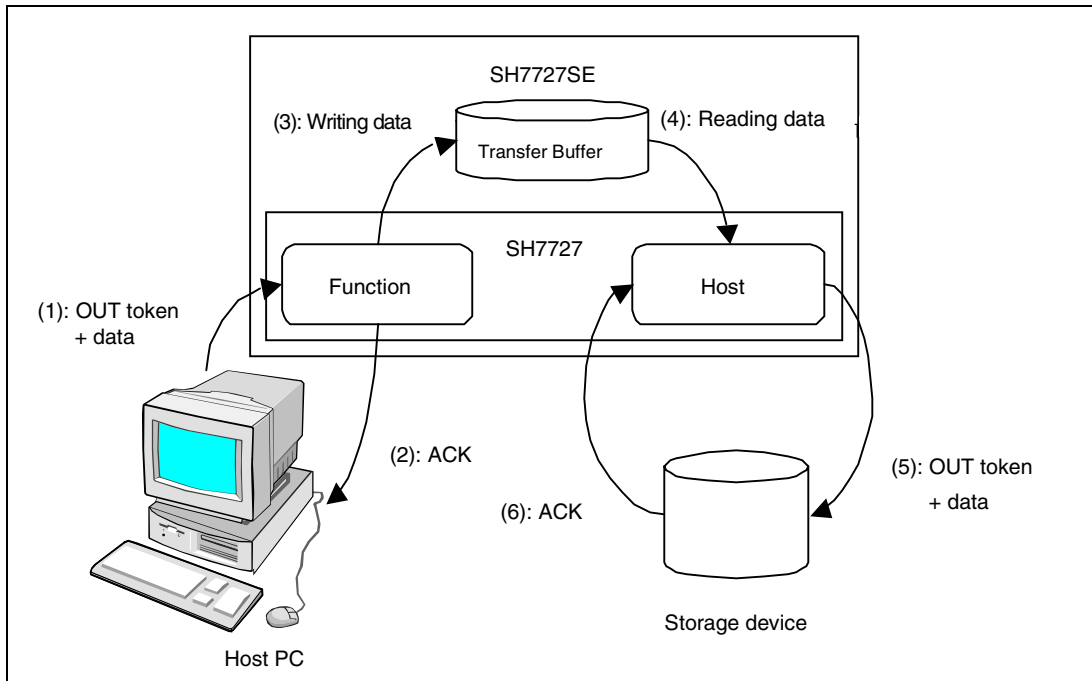 SH7727SE
(3): Writing data
(4): Reading data
Transfer Buffer
SH7727
Function
Host
(1): OUT token
+ data
(2): ACK
(5): OUT token
+ data
(6): ACK
Storage device
Host PC